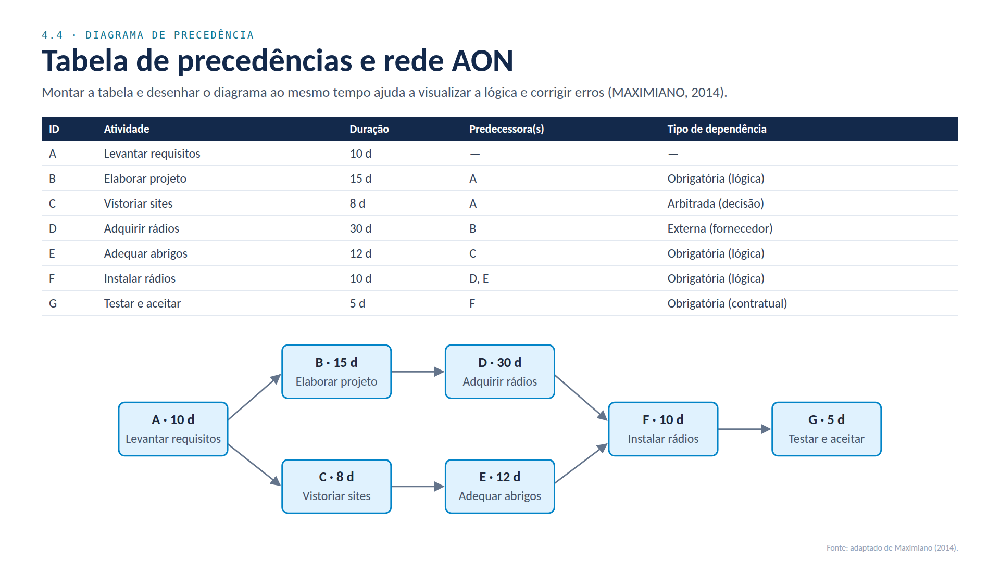 4.4 · DIAGRAMA DE PRECEDÊNCIA
Tabela de precedências e rede AON
Montar a tabela e desenhar o diagrama ao mesmo tempo ajuda a visualizar a lógica e corrigir erros (MAXIMIANO, 2014).
ID Atividade Duração Predecessora(s) Tipo de dependência
A Levantar requisitos 10 d — —
B Elaborar projeto 15 d A Obrigatória (lógica)
C Vistoriar sites 8 d A Arbitrada (decisão)
D Adquirir rádios 30 d B Externa (fornecedor)
E Adequar abrigos 12 d C Obrigatória (lógica)
F Instalar rádios 10 d D, E Obrigatória (lógica)
G Testar e aceitar 5 d F Obrigatória (contratual)
B · 15 d
Elaborar projeto
D · 30 d
Adquirir rádios
A · 10 d
Levantar requisitos
F · 10 d
Instalar rádios
G · 5 d
Testar e aceitar
C · 8 d
Vistoriar sites
E · 12 d
Adequar abrigos
Fonte: adaptado de Maximiano (2014).